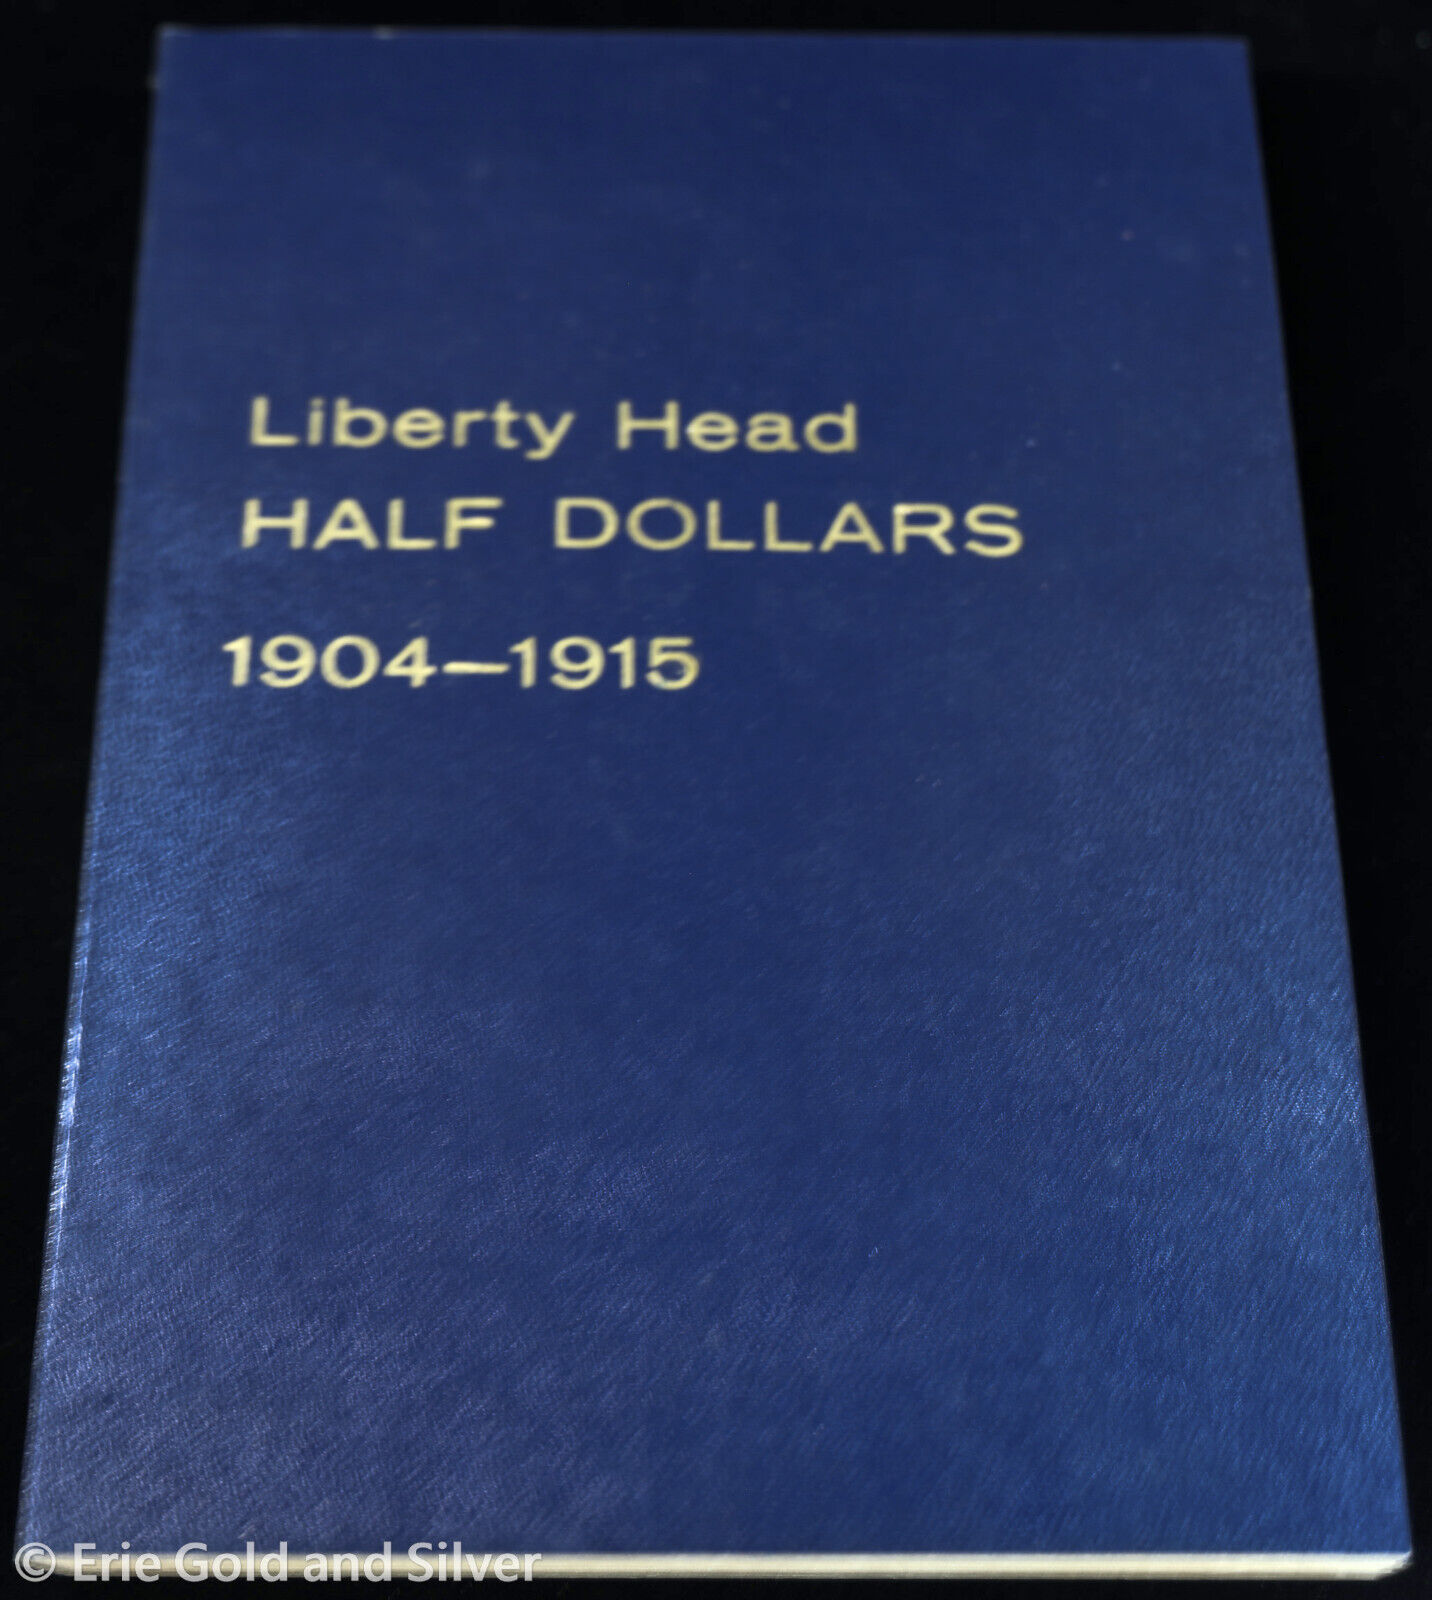 Liberty Head
HALF DOLLARS
1904—1915
© Erie Gold and Silver